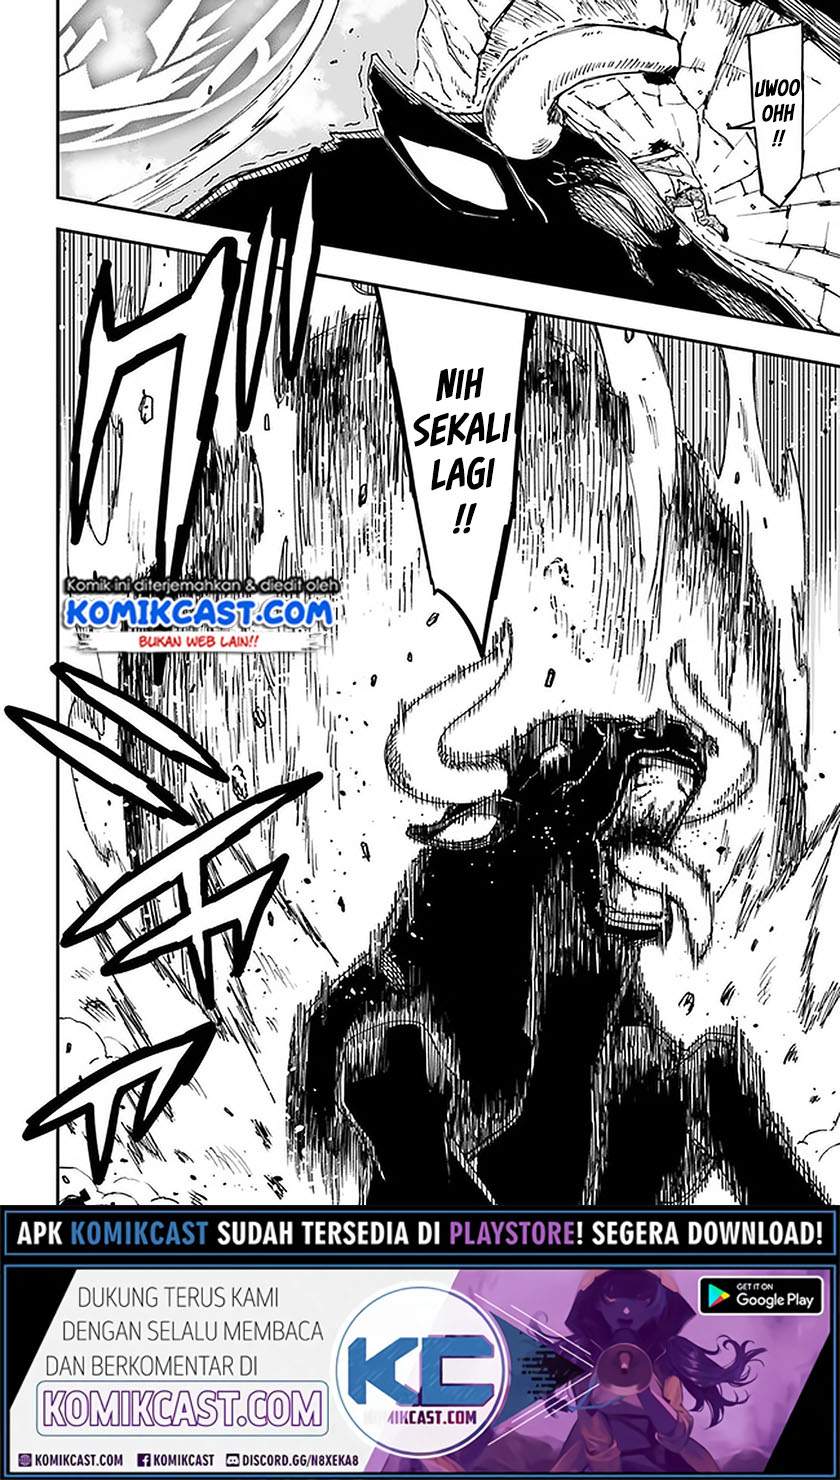 UWOO
OHH
!!
NIH
SEKALI
LAGI
!!
Komik ini diterjemahkan & diedit oleh
KOMIKCAST.COM
BUKAN WEB LAIN!!
APK KOMIKCAST SUDAH TERSEDIA DI PLAYSTORE! SEGERA DOWNLOAD!
DUKUNG TERUS KAMI
DENGAN SELALU MEMBACA
DAN BERKOMENTAR DI
KOMIKCAST.COM
KC
KOMIKCAST.COM
GET IT ON
Google Play
KOMIKCAST.COM
KOMIKCAST
DISCORD.GG/N8XEKA8